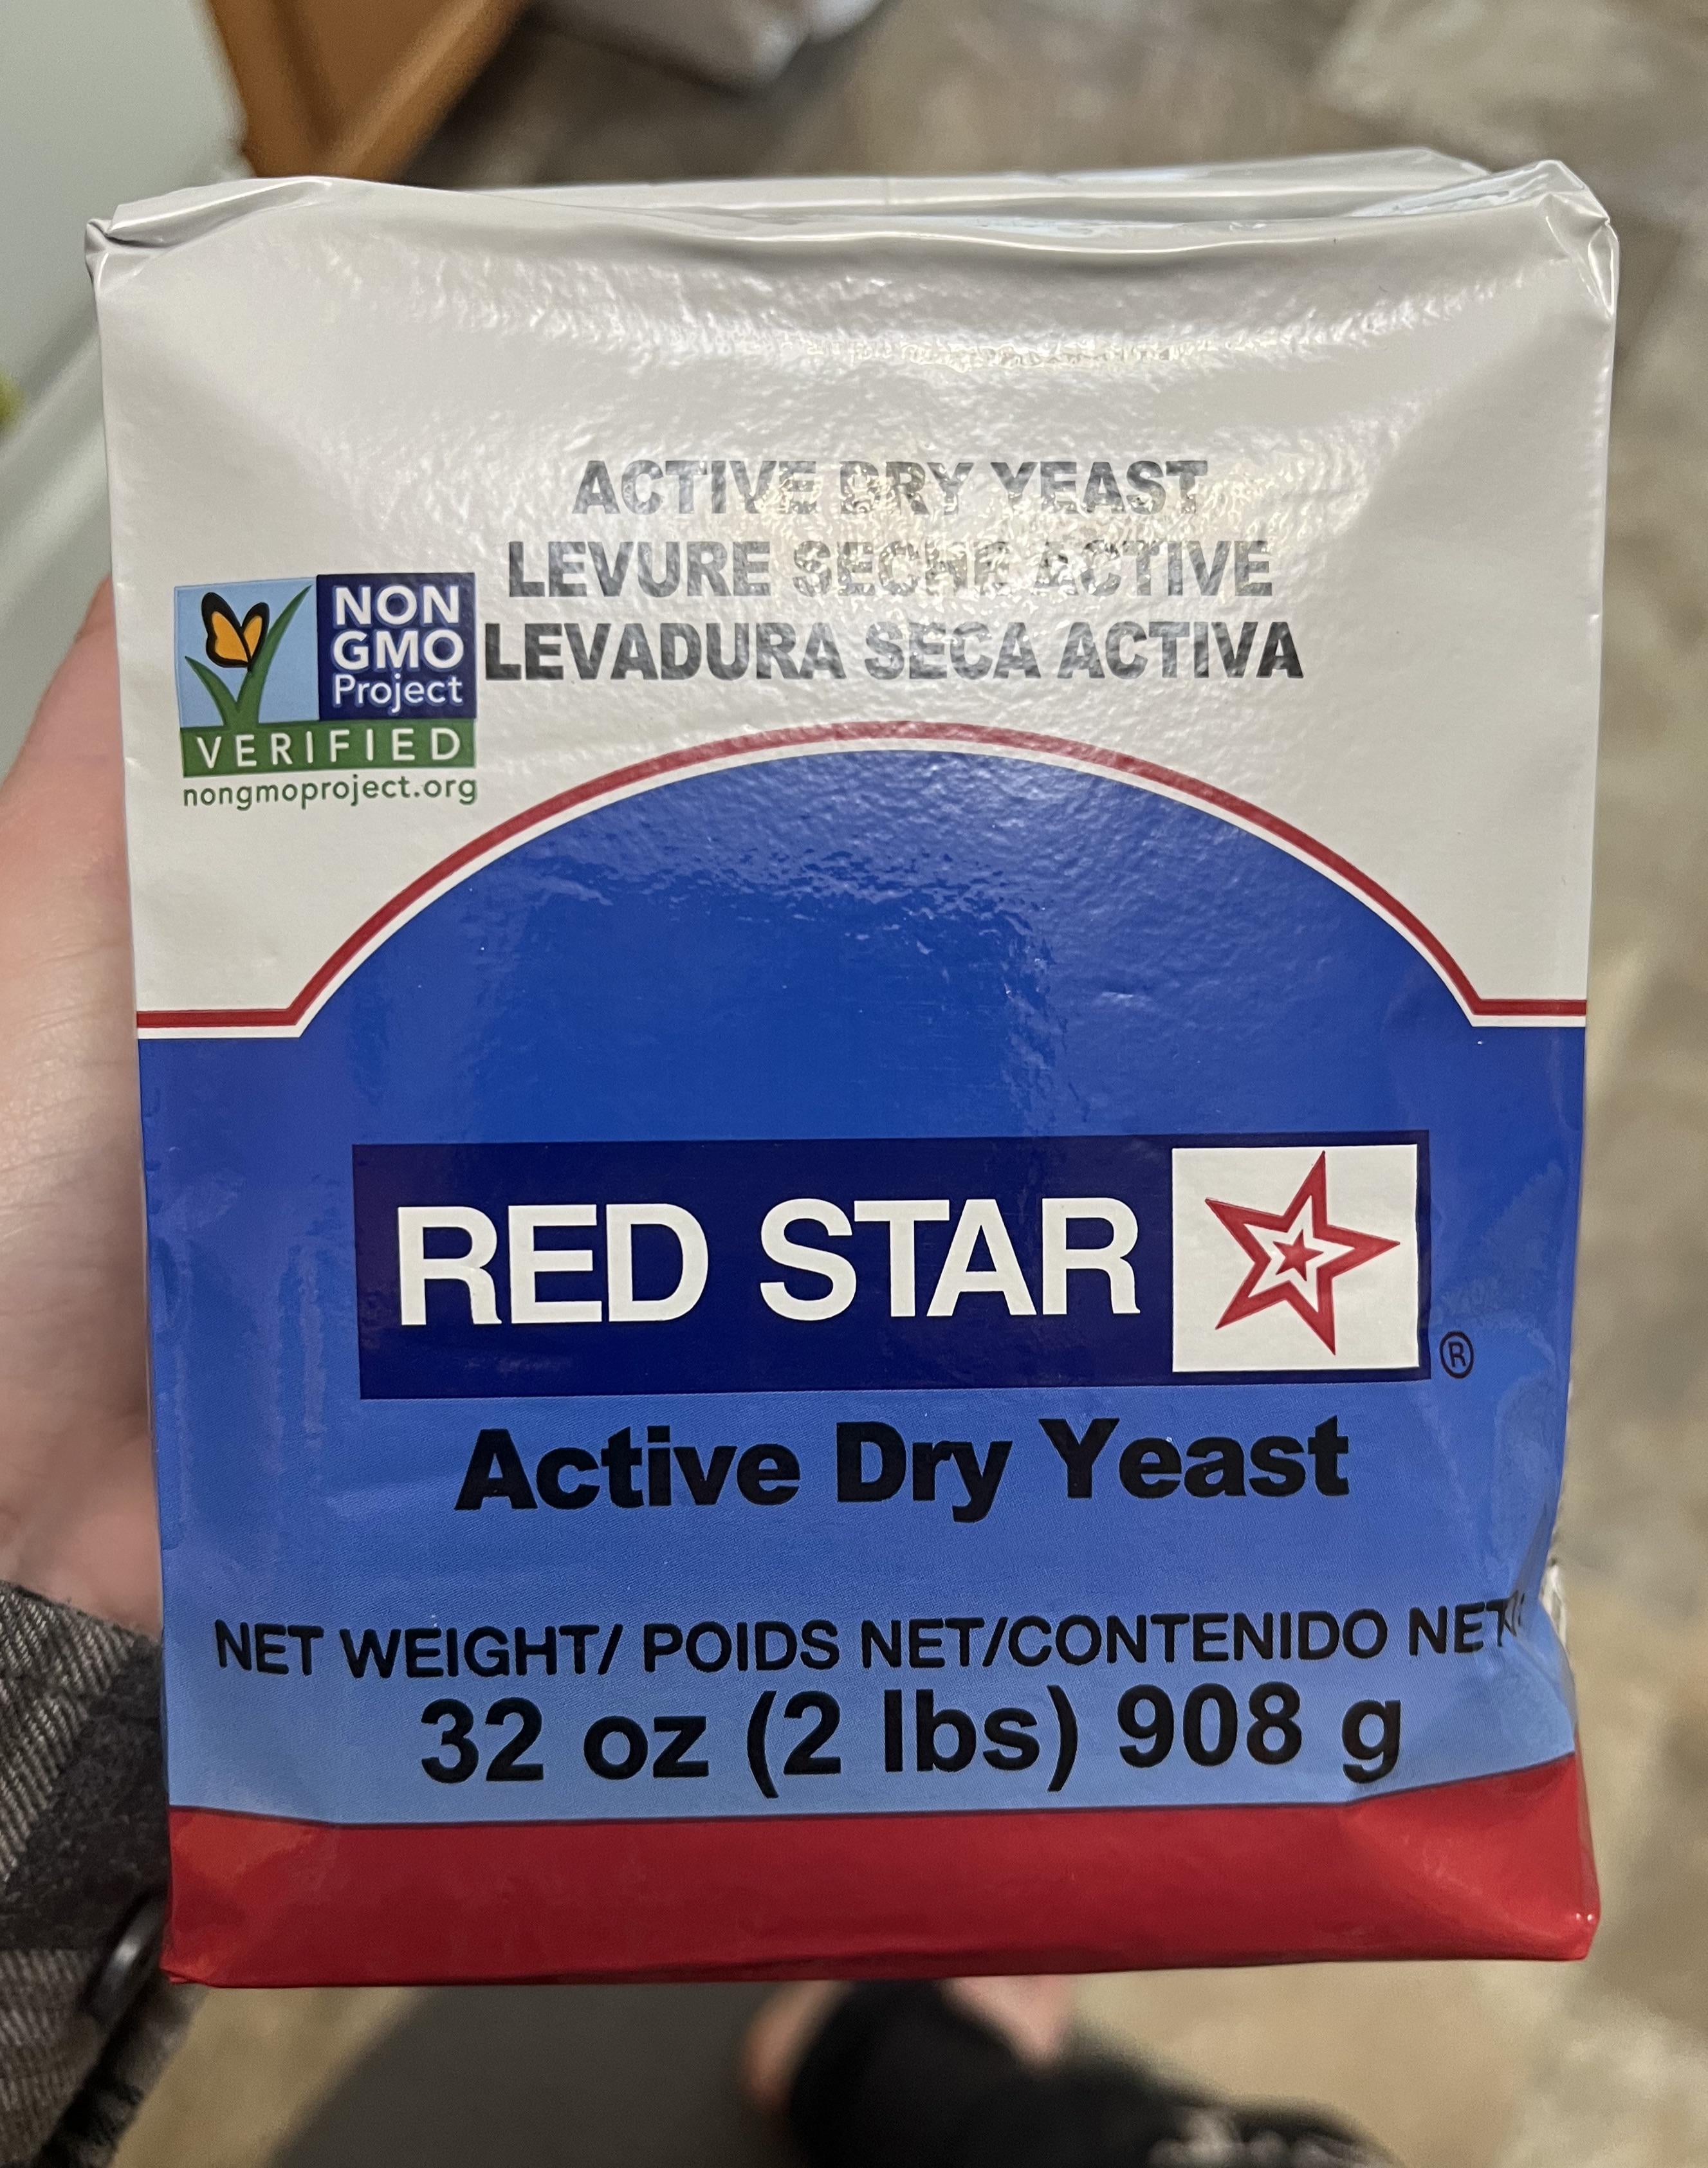 ACTIVE DRY YEAST
LEVURE SECHE ACTIVE
LEVADURA SECA ACTIVA
NON
GMO
Project
VERIFIED
nongmoproject.org
RED STAR
®
Active Dry Yeast
NET WEIGHT/ POIDS NET/CONTENIDO
32 oz (2 lbs) 908 g